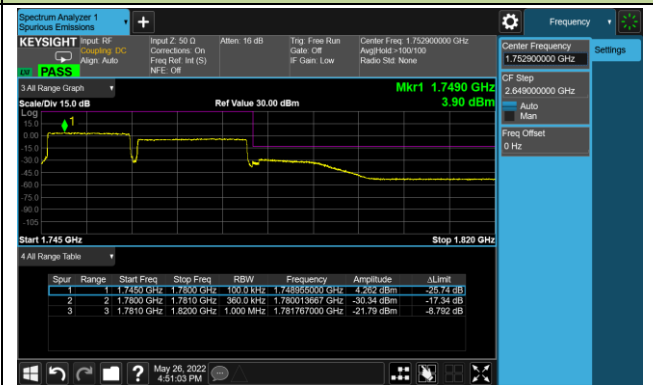 Spectrum Analyzer 1
Spurious Emissions
Frequency
KEYSIGHT
Input: RF
Coupling: DC
Align: Auto
Input Z: 50 Ω
Corrections: On
Freq Ref: Int (S)
NFE: Off
Atten: 16 dB
Trig: Free Run
Gate: Off
IF Gain: Low
Center Freq: 1.752900000 GHz
Avg|Hold:>100/100
Radio Std: None
PASS
Center Frequency
1.752900000 GHz
Settings
CF Step
2.649000000 GHz
Auto
Man
Freq Offset
0 Hz
3 All Range Graph
Mkr1 1.7490 GHz
3.90 dBm
Scale/Div 15.0 dB
Ref Value 30.00 dBm
Log
15.0
0.00
-15.0
-30.0
-45.0
-60.0
-75.0
-90.0
-105
1
Start 1.745 GHz
Stop 1.820 GHz
4 All Range Table
Spur Range Start Freq Stop Freq RBW Frequency Amplitude ΔLimit
1 1 1.7450 GHz 1.7800 GHz 100.0 kHz 1.748955000 GHz 4.262 dBm -25.74 dB
2 2 1.7800 GHz 1.7810 GHz 360.0 kHz 1.780013667 GHz -30.34 dBm -17.34 dB
3 3 1.7810 GHz 1.8200 GHz 1.000 MHz 1.781767000 GHz -21.79 dBm -8.792 dB
May 26, 2022
4:51:03 PM